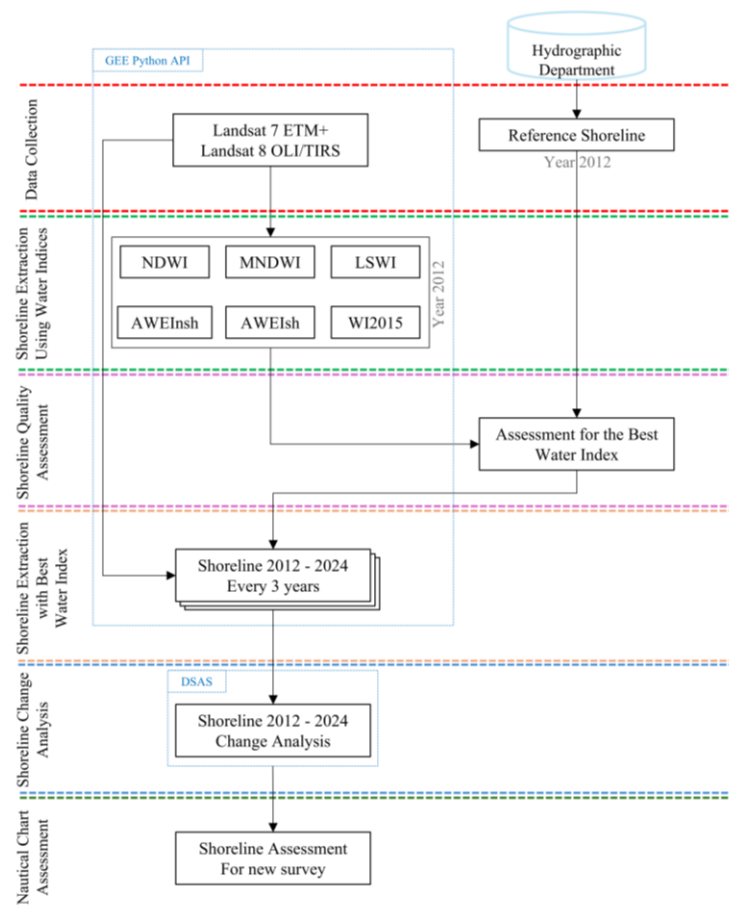 Hydrographic
Department
GEE Python API
Data Collection
Landsat 7 ETM+
Landsat 8 OLI/TIRS
Reference Shoreline
Year 2012
Shoreline Extraction
Using Water Indices
NDWI
MNDWI
LSWI
AWEInsh
AWEIsh
WI2015
Year 2012
Shoreline Quality
Assessment
Assessment for the Best
Water Index
Shoreline Extraction
with Best
Water Index
Shoreline 2012 - 2024
Every 3 years
Shoreline Change
Analysis
DSAS
Shoreline 2012 - 2024
Change Analysis
Nautical Chart
Assessment
Shoreline Assessment
For new survey